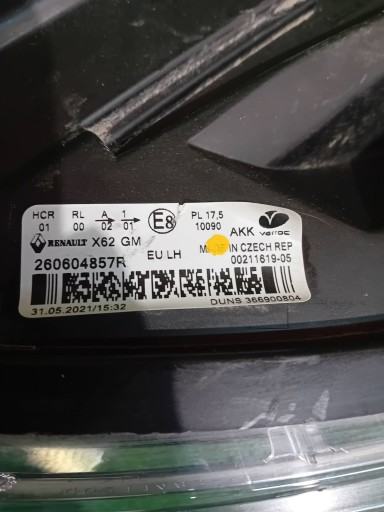 HCR RL A 1 E8 PL 17,5
01 00 02 01 10090 AKK varroc
RENAULT X62 GM IN CZECH REP
260604857R EU LH 00211619-05
31.05.2021/15:32 DUNS 366900804